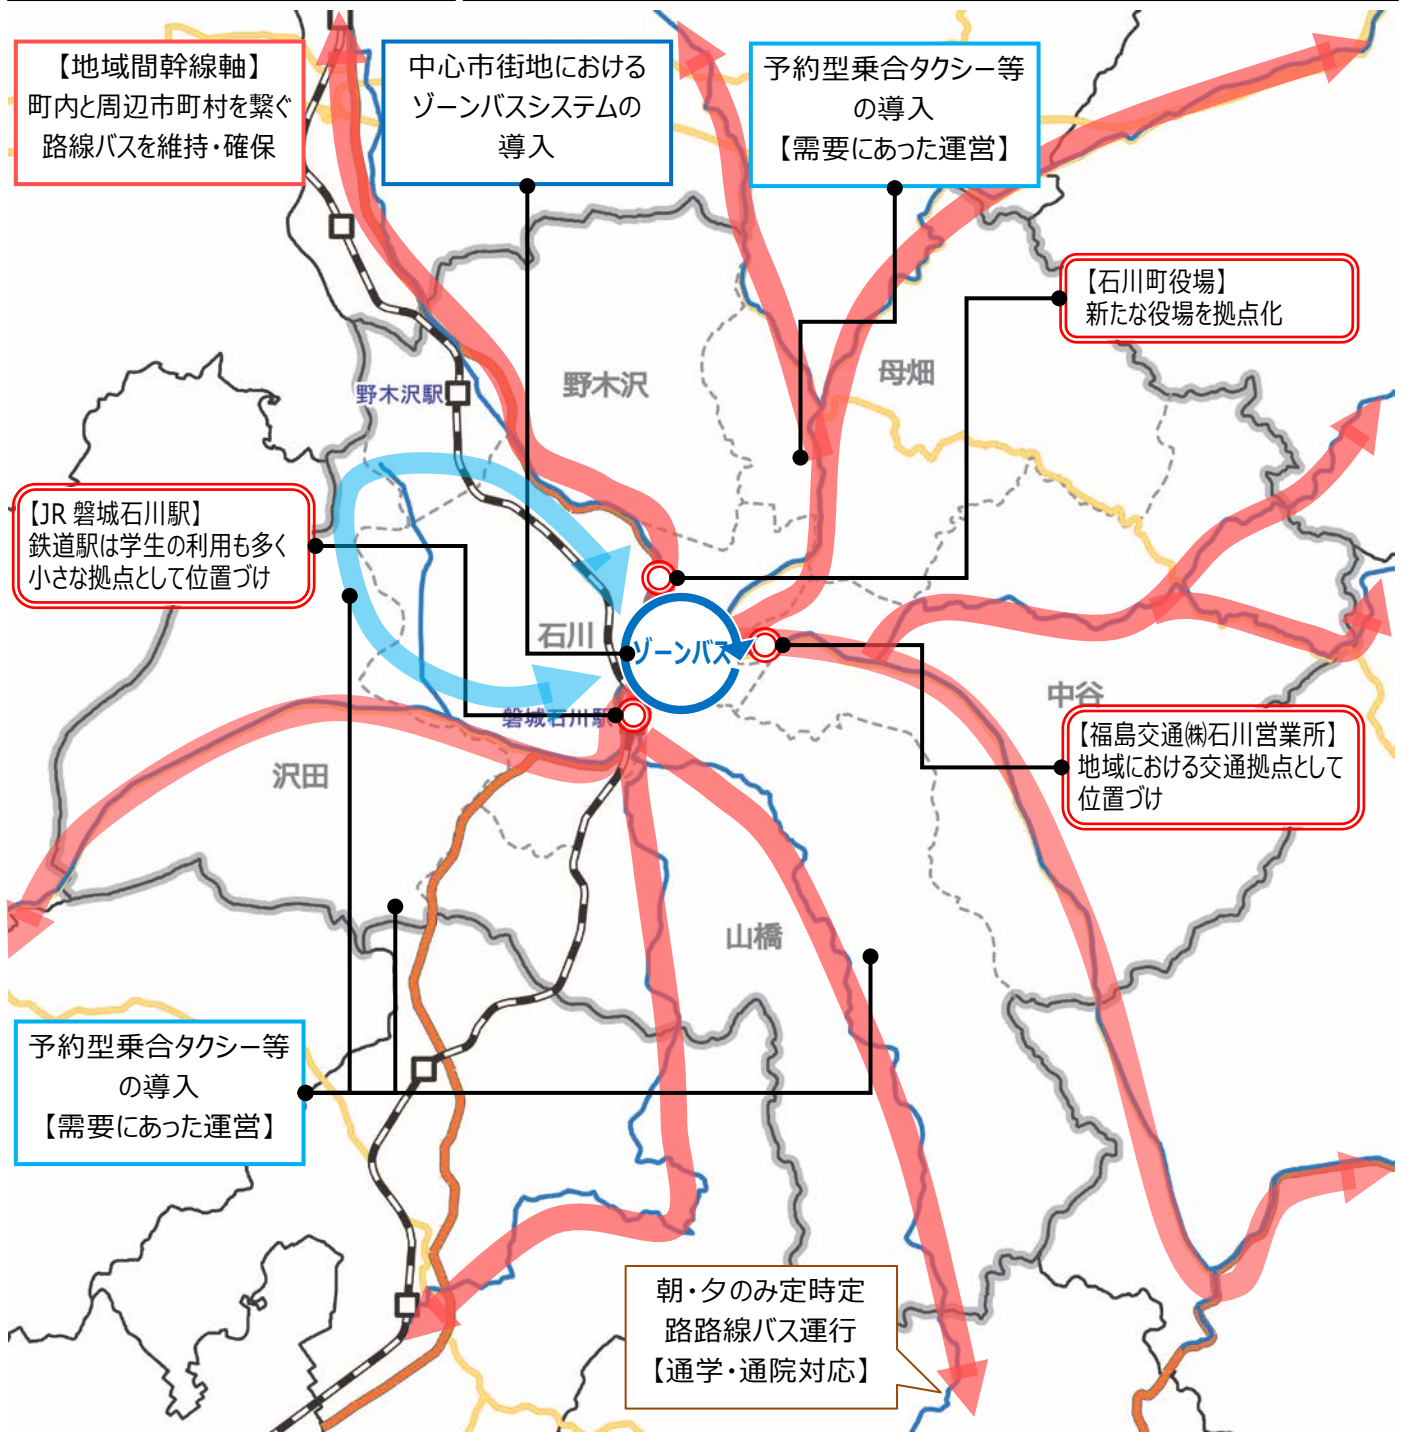 【地域間幹線軸】
町内と周辺市町村を繋ぐ
路線バスを維持・確保
中心市街地における
ゾーンバスシステムの
導入
予約型乗合タクシー等
の導入
【需要にあった運営】
【石川町役場】
新たな役場を拠点化
母畑
野木沢
野木沢駅
【JR 磐城石川駅】
鉄道駅は学生の利用も多く
小さな拠点として位置づけ
石川
ゾーンバス
中谷
磐城石川駅
【福島交通㈱石川営業所】
地域における交通拠点として
位置づけ
沢田
山橋
予約型乗合タクシー等
の導入
【需要にあった運営】
朝・夕のみ定時定
路路線バス運行
【通学・通院対応】